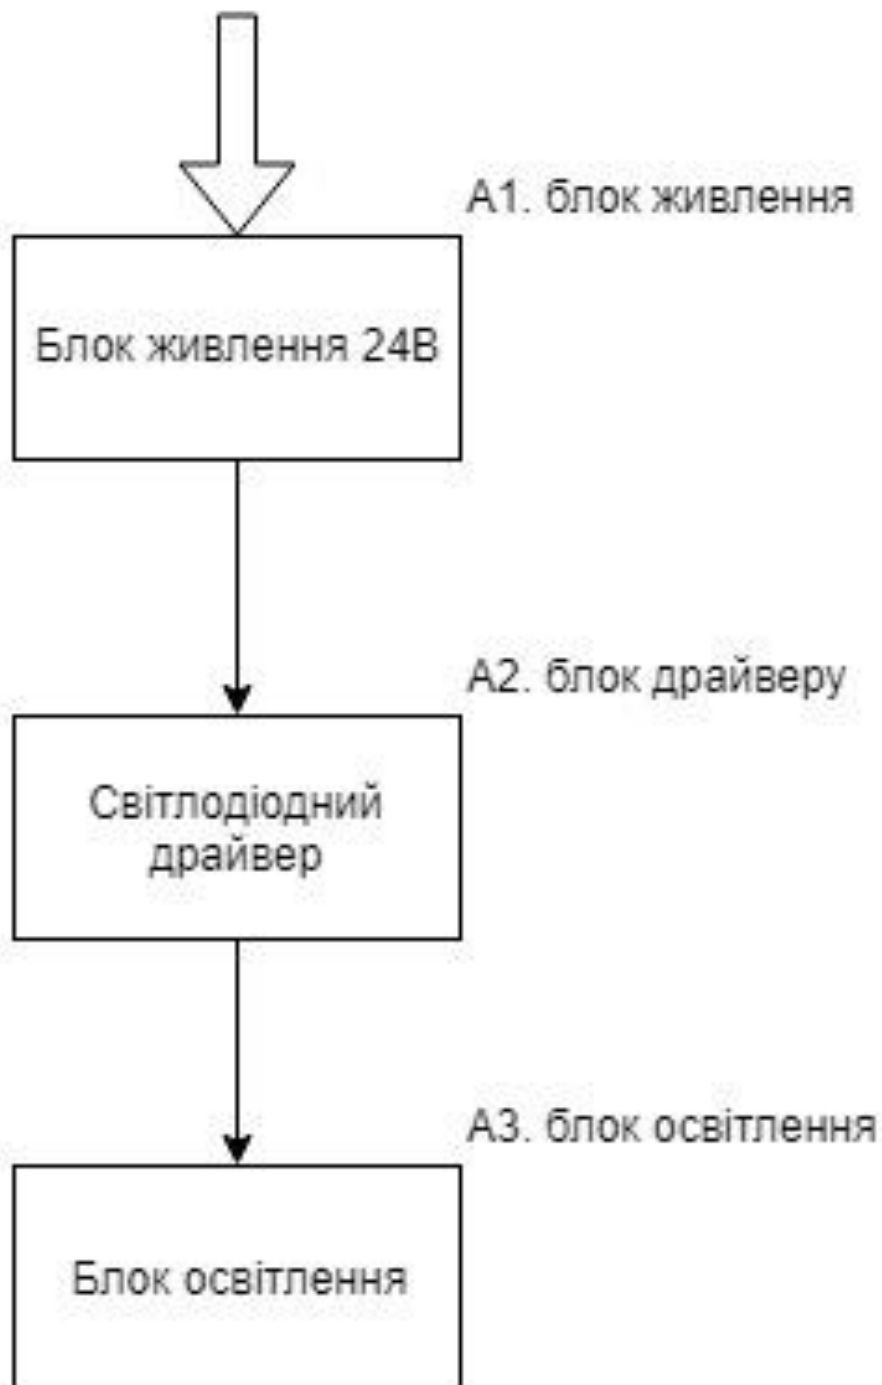 А1. блок живлення
Блок живлення 24В
А2. блок драйверу
Світлодіодний
драйвер
А3. блок освітлення
Блок освітлення